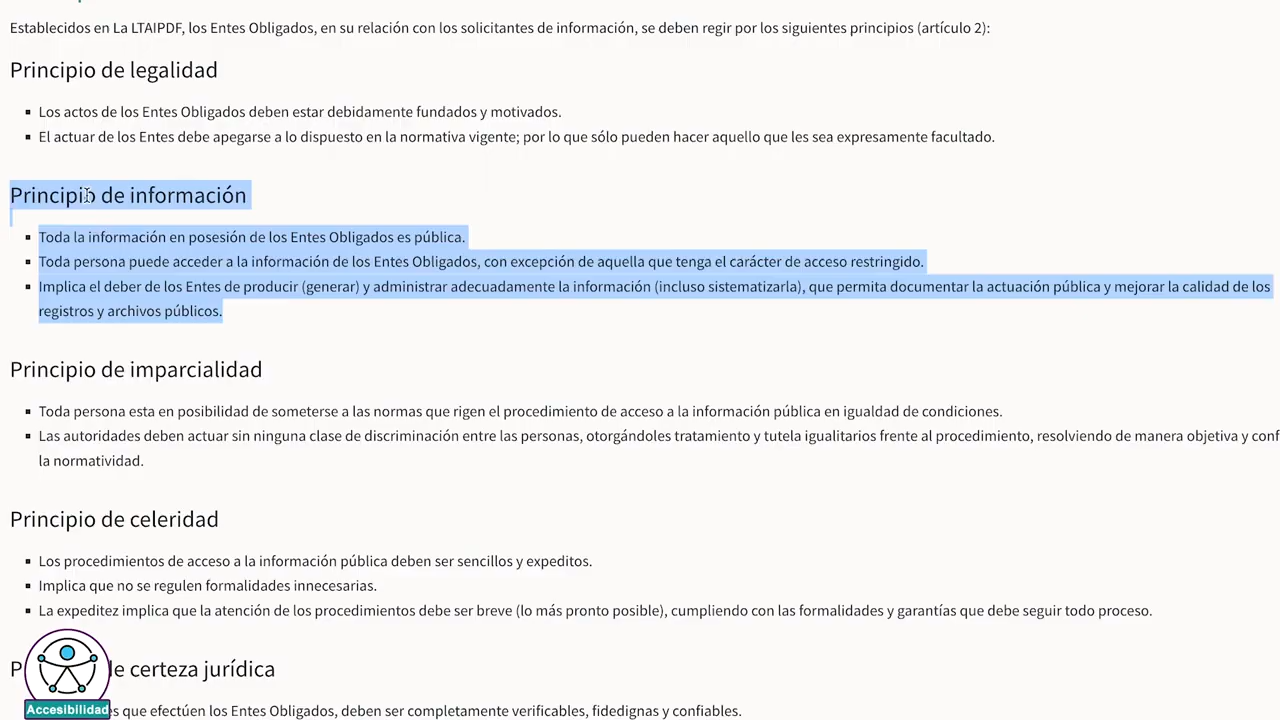 Establecidos en La LTAIPDF, los Entes Obligados, en su relación con los solicitantes de información, se deben regir por los siguientes principios (artículo 2):
Principio de legalidad
Los actos de los Entes Obligados deben estar debidamente fundados y motivados.
El actuar de los Entes debe apegarse a lo dispuesto en la normativa vigente; por lo que sólo pueden hacer aquello que les sea expresamente facultado.
Principio de información
Toda la información en posesión de los Entes Obligados es pública.
Toda persona puede acceder a la información de los Entes Obligados, con excepción de aquella que tenga el carácter de acceso restringido.
Implica el deber de los Entes de producir (generar) y administrar adecuadamente la información (incluso sistematizarla), que permita documentar la actuación pública y mejorar la calidad de los
registros y archivos públicos.
Principio de imparcialidad
Toda persona esta en posibilidad de someterse a las normas que rigen el procedimiento de acceso a la información pública en igualdad de condiciones.
Las autoridades deben actuar sin ninguna clase de discriminación entre las personas, otorgándoles tratamiento y tutela igualitarios frente al procedimiento, resolviendo de manera objetiva y conf
la normatividad.
Principio de celeridad
Los procedimientos de acceso a la información pública deben ser sencillos y expeditos.
Implica que no se regulen formalidades innecesarias.
La expeditez implica que la atención de los procedimientos debe ser breve (lo más pronto posible), cumpliendo con las formalidades y garantías que debe seguir todo proceso.
de certeza jurídica
que efectúen los Entes Obligados, deben ser completamente verificables, fidedignas y confiables.
Accesibilidad